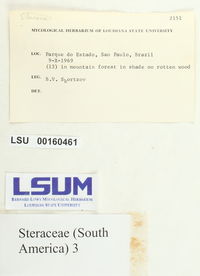 2152
MYCOLOGICAL HERBARIUM OF LOUISIANA STATE UNIVERSITY
LOC. Parque do Estado, Sao Paulo, Brazil
9-X-1969
(13) in mountain forest in shade on rotten wood
LEG. B.V. Skvortzov
DET.
LSU 00160461
LSUM
BERNARD LOWY MYCOLOGICAL HERBARIUM
LOUISIANA STATE UNIVERSITY
Steraceae (South
America) 3